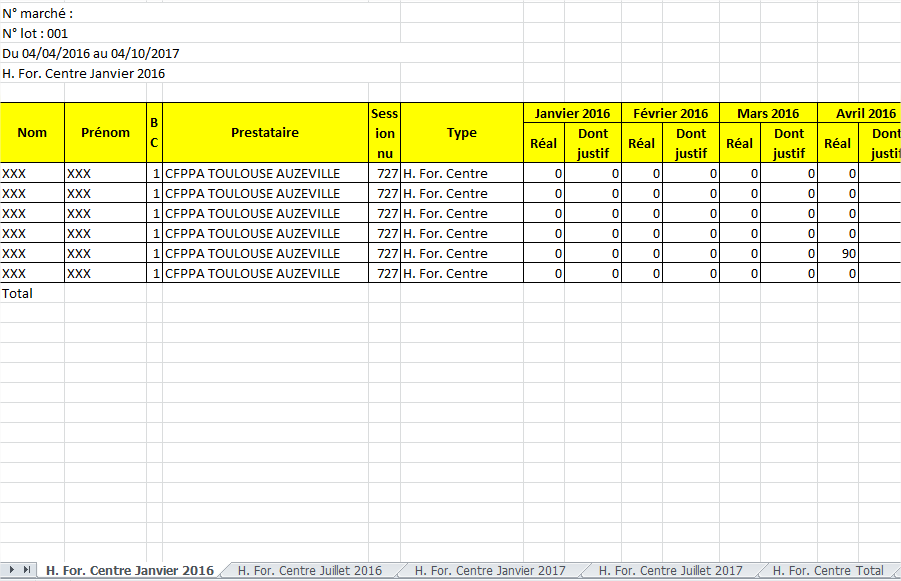 N° marché :
N° lot : 001
Du 04/04/2016 au 04/10/2017
H. For. Centre Janvier 2016
Nom Prénom BC Prestataire Session nu Type Janvier 2016 Février 2016 Mars 2016 Avril 2016
Réal Dont justif Réal Dont justif Réal Dont justif Réal Dont justif
XXX XXX 1 CFPPA TOULOUSE AUZEVILLE 727 H. For. Centre 0 0 0 0 0 0 0
XXX XXX 1 CFPPA TOULOUSE AUZEVILLE 727 H. For. Centre 0 0 0 0 0 0 0
XXX XXX 1 CFPPA TOULOUSE AUZEVILLE 727 H. For. Centre 0 0 0 0 0 0 0
XXX XXX 1 CFPPA TOULOUSE AUZEVILLE 727 H. For. Centre 0 0 0 0 0 0 0
XXX XXX 1 CFPPA TOULOUSE AUZEVILLE 727 H. For. Centre 0 0 0 0 0 0 90
XXX XXX 1 CFPPA TOULOUSE AUZEVILLE 727 H. For. Centre 0 0 0 0 0 0 0
Total
H. For. Centre Janvier 2016 H. For. Centre Juillet 2016 H. For. Centre Janvier 2017 H. For. Centre Juillet 2017 H. For. Centre Total